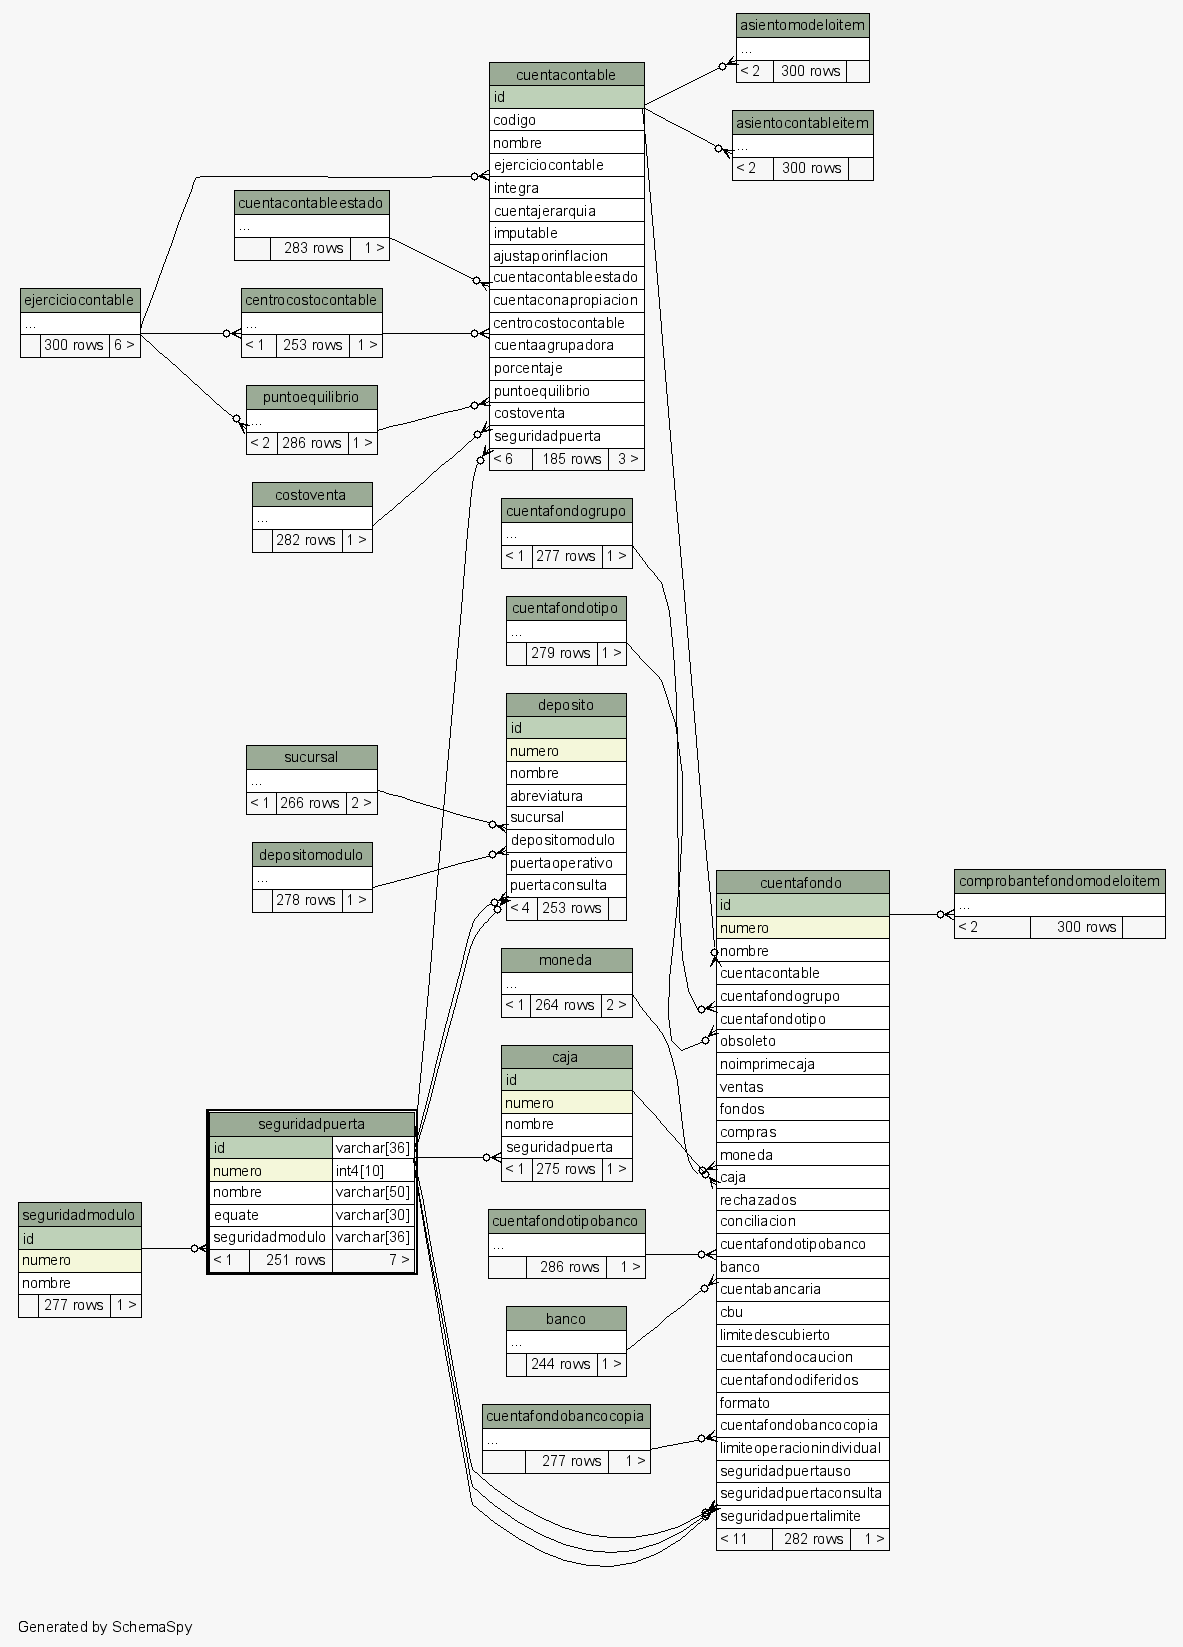 asientomodeloitem
...
< 2 300 rows
cuentacontable
id
codigo
nombre
ejerciciocontable
integra
cuentajerarquia
imputable
ajustaporinflacion
cuentacontableestado
cuentaconapropiacion
centrocostocontable
cuentaagrupadora
porcentaje
puntoequilibrio
costoventa
seguridadpuerta
< 6 185 rows 3 >
asientocontableitem
...
< 2 300 rows
cuentacontableestado
...
283 rows 1 >
ejerciciocontable
...
300 rows 6 >
centrocostocontable
...
< 1 253 rows 1 >
puntoequilibrio
...
< 2 286 rows 1 >
costoventa
...
282 rows 1 >
cuentafondogrupo
...
< 1 277 rows 1 >
cuentafondotipo
...
279 rows 1 >
deposito
id
numero
nombre
abreviatura
sucursal
depositomodulo
puertaoperativo
puertaconsulta
< 4 253 rows
sucursal
...
< 1 266 rows 2 >
depositomodulo
...
278 rows 1 >
cuentafondo
id
numero
nombre
cuentacontable
cuentafondogrupo
cuentafondotipo
obsoleto
noimprimecaja
ventas
fondos
compras
moneda
caja
rechazados
conciliacion
cuentafondotipobanco
banco
cuentabancaria
cbu
limitedescubierto
cuentafondocaucion
cuentafondodiferidos
formato
cuentafondobancocopia
limiteoperacionindividual
seguridadpuertauso
seguridadpuertaconsulta
seguridadpuertalimite
< 11 282 rows 1 >
comprobantefondomodeloitem
...
< 2 300 rows
moneda
...
< 1 264 rows 2 >
caja
id
numero
nombre
seguridadpuerta
< 1 275 rows 1 >
seguridadpuerta
id varchar[36]
numero int4[10]
nombre varchar[50]
equate varchar[30]
seguridadmodulo varchar[36]
< 1 251 rows 7 >
seguridadmodulo
id
numero
nombre
277 rows 1 >
cuentafondotipobanco
...
286 rows 1 >
banco
...
244 rows 1 >
cuentafondobancocopia
...
277 rows 1 >
Generated by SchemaSpy